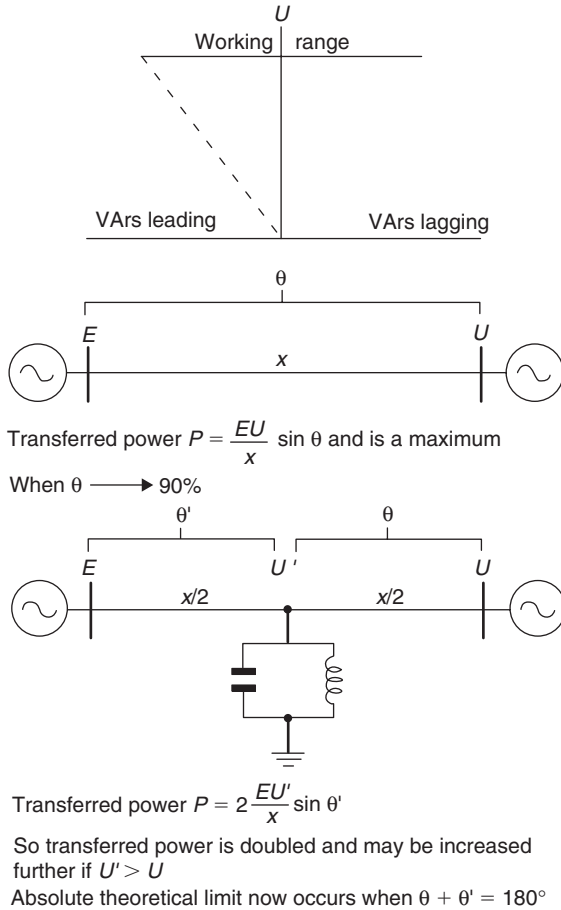 U
Working range
VArs leading VArs lagging
θ
E U
x
Transferred power P = EU/x sin θ and is a maximum
When θ ⟶ 90%
θ' θ
E U' U
x/2 x/2
Transferred power P = 2 EU'/x sin θ'
So transferred power is doubled and may be increased
further if U' > U
Absolute theoretical limit now occurs when θ + θ' = 180°